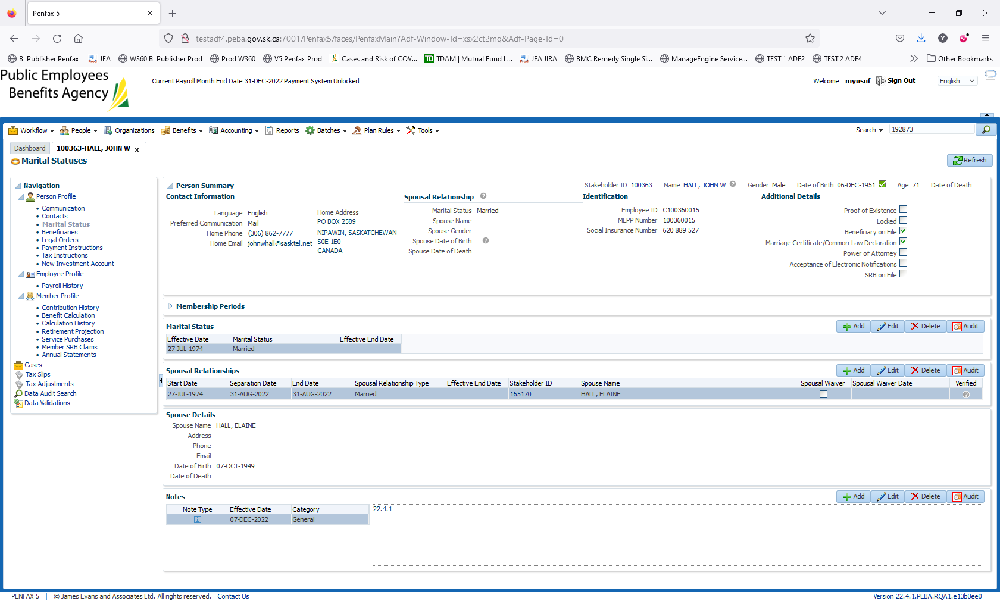 Penfax 5
testadf4.peba.gov.sk.ca:7001/Penfax5/faces/PenfaxMain?Adf-Window-Id=xsx2ct2mq&Adf-Page-Id=0
BI Publisher Penfax JEA W360 BI Publisher Prod Prod W360 V5 Penfax Prod Cases and Risk of COV... TDAM | Mutual Fund L... JEA JIRA BMC Remedy Single Si... ManageEngine Service... TEST 1 ADF2 TEST 2 ADF4 Other Bookmarks
Public Employees
Benefits Agency
Current Payroll Month End Date 31-DEC-2022 Payment System Unlocked
Welcome myusuf Sign Out English
Workflow People Organizations Benefits Accounting Reports Batches Plan Rules Tools Search 192873
Dashboard 100363-HALL, JOHN W
Marital Statuses
Refresh
Navigation
Person Profile
Communication
Contacts
Marital Status
Beneficiaries
Legal Orders
Payment Instructions
Tax Instructions
New Investment Account
Employee Profile
Payroll History
Member Profile
Contribution History
Benefit Calculation
Calculation History
Retirement Projection
Service Purchases
Member SRB Claims
Annual Statements
Cases
Tax Slips
Tax Adjustments
Data Audit Search
Data Validations
Person Summary
Stakeholder ID 100363 Name HALL, JOHN W Gender Male Date of Birth 06-DEC-1951 Age 71 Date of Death
Contact Information
Language English
Preferred Communication Mail
Home Phone (306) 862-7777
Home Email johnwhall@sasktel.net
Home Address
PO BOX 2589
NIPAWIN, SASKATCHEWAN
S0E 1E0
CANADA
Spousal Relationship
Marital Status Married
Spouse Name
Spouse Gender
Spouse Date of Birth
Spouse Date of Death
Identification
Employee ID C100360015
MEPP Number 100360015
Social Insurance Number 620 889 527
Additional Details
Proof of Existence
Locked
Beneficiary on File
Marriage Certificate/Common-Law Declaration
Power of Attorney
Acceptance of Electronic Notifications
SRB on File
Membership Periods
Marital Status
Add Edit Delete Audit
Effective Date Marital Status Effective End Date
27-JUL-1974 Married
Spousal Relationships
Add Edit Delete Audit
Start Date Separation Date End Date Spousal Relationship Type Effective End Date Stakeholder ID Spouse Name Spousal Waiver Spousal Waiver Date Verified
27-JUL-1974 31-AUG-2022 31-AUG-2022 Married 165170 HALL, ELAINE
Spouse Details
Spouse Name HALL, ELAINE
Address
Phone
Email
Date of Birth 07-OCT-1949
Date of Death
Notes
Add Edit Delete Audit
Note Type Effective Date Category
07-DEC-2022 General
22.4.1
PENFAX 5 | © James Evans and Associates Ltd. All rights reserved. Contact Us
Version 22.4.1.PEBA.RQA1.e13b0ee0